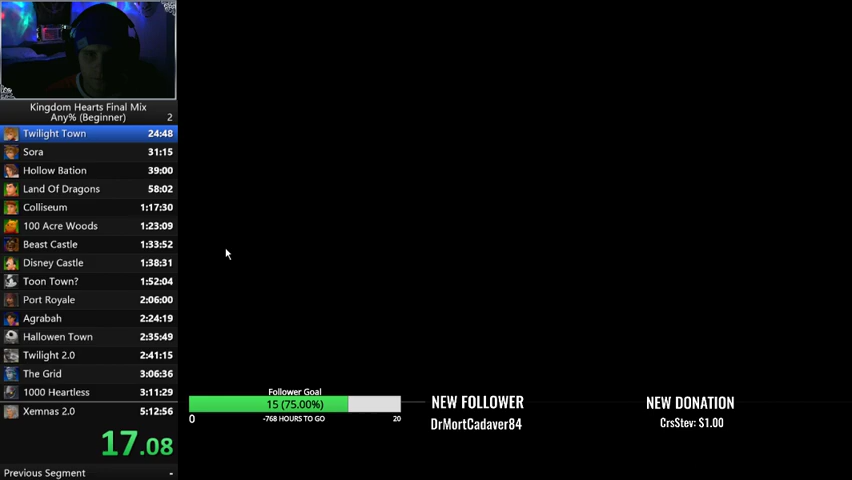 Kingdom Hearts Final Mix
Any% (Beginner) 2
Twilight Town 24:48
Sora 31:15
Hollow Bation 39:00
Land Of Dragons 58:02
Colliseum 1:17:30
100 Acre Woods 1:23:09
Beast Castle 1:33:52
Disney Castle 1:38:31
Toon Town? 1:52:04
Port Royale 2:06:00
Agrabah 2:24:19
Hallowen Town 2:35:49
Twilight 2.0 2:41:15
The Grid 3:06:36
1000 Heartless 3:11:29
Xemnas 2.0 5:12:56
17.08
Previous Segment -
Follower Goal
15 (75.00%)
0 -768 HOURS TO GO 20
NEW FOLLOWER
DrMortCadaver84
NEW DONATION
CrsStev: $1.00